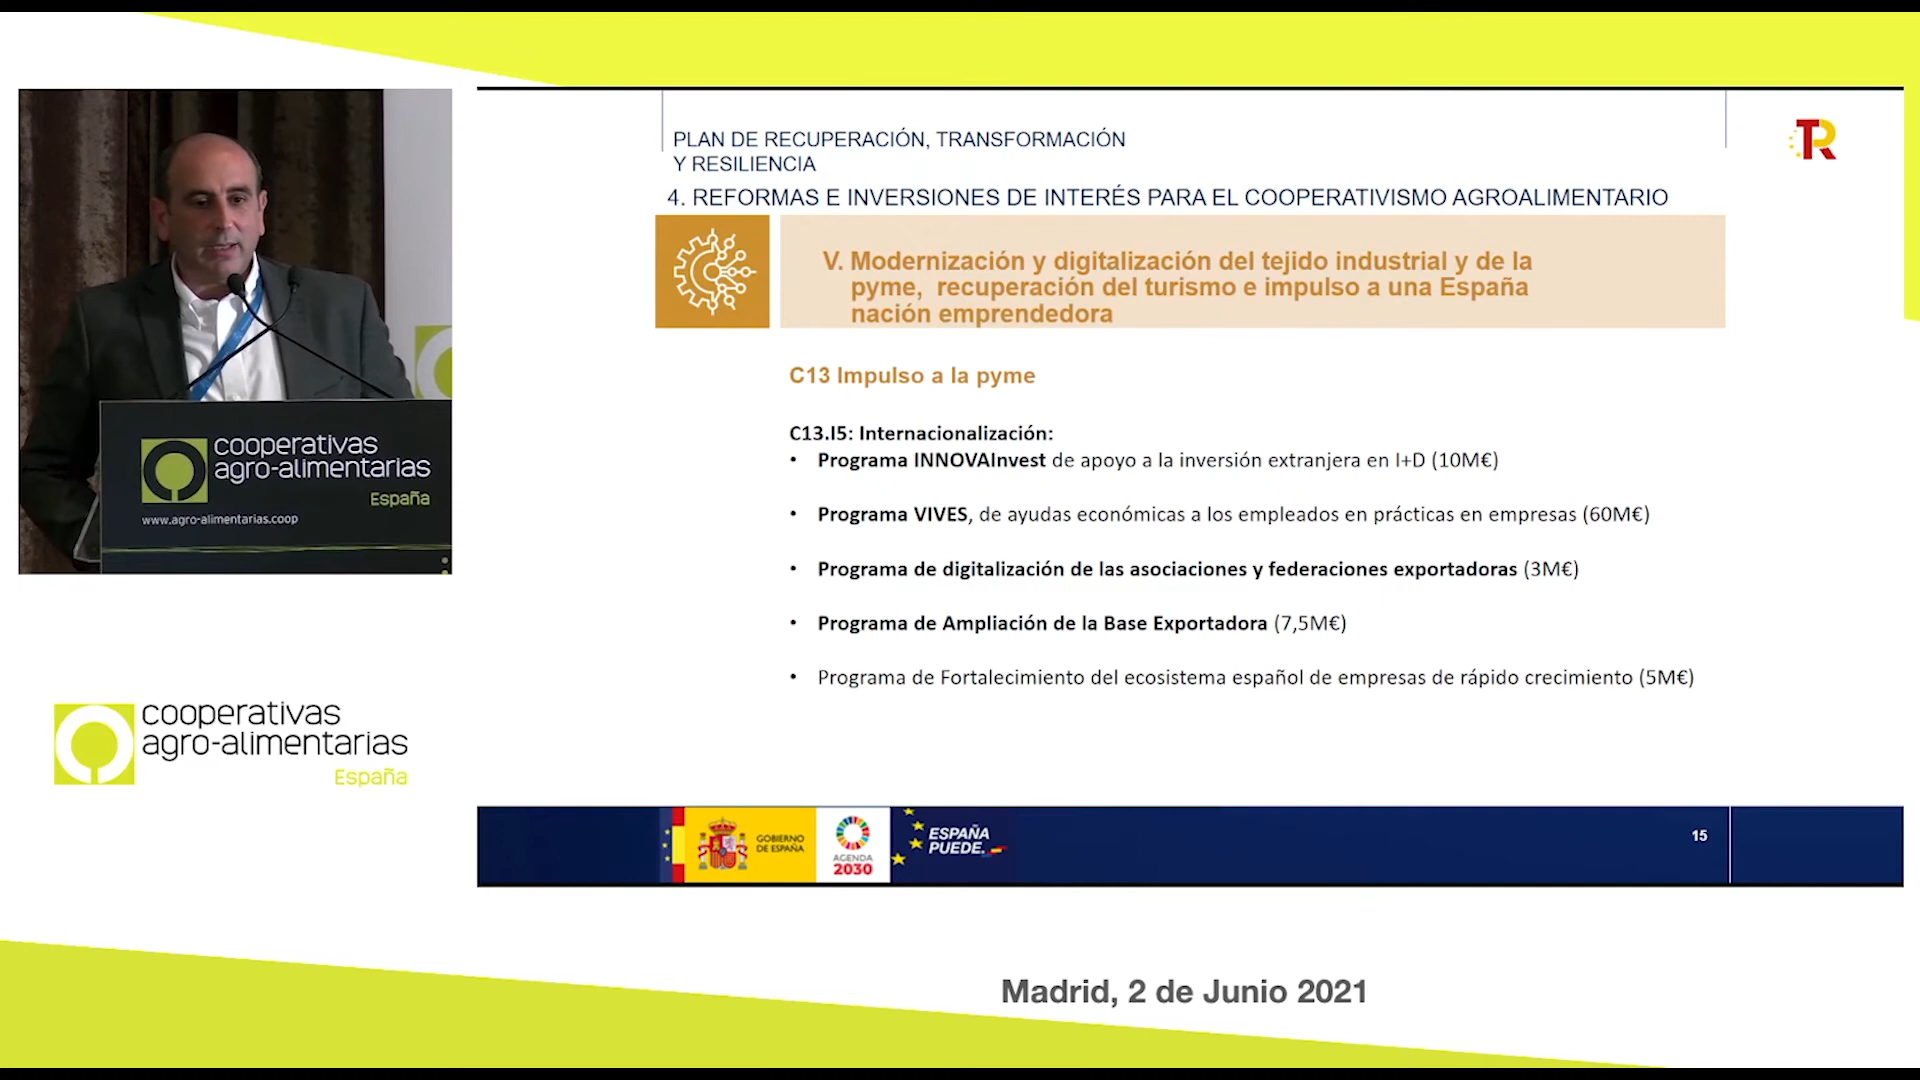 PLAN DE RECUPERACIÓN, TRANSFORMACIÓN
Y RESILIENCIA
4. REFORMAS E INVERSIONES DE INTERÉS PARA EL COOPERATIVISMO AGROALIMENTARIO
TR
V. Modernización y digitalización del tejido industrial y de la
pyme, recuperación del turismo e impulso a una España
nación emprendedora
C13 Impulso a la pyme
C13.I5: Internacionalización:
• Programa INNOVAInvest de apoyo a la inversión extranjera en I+D (10M€)
• Programa VIVES, de ayudas económicas a los empleados en prácticas en empresas (60M€)
• Programa de digitalización de las asociaciones y federaciones exportadoras (3M€)
• Programa de Ampliación de la Base Exportadora (7,5M€)
• Programa de Fortalecimiento del ecosistema español de empresas de rápido crecimiento (5M€)
cooperativas
agro-alimentarias
España
www.agro-alimentarias.coop
cooperativas
agro-alimentarias
España
GOBIERNO
DE ESPAÑA
AGENDA
2030
ESPAÑA
PUEDE.
15
Madrid, 2 de Junio 2021